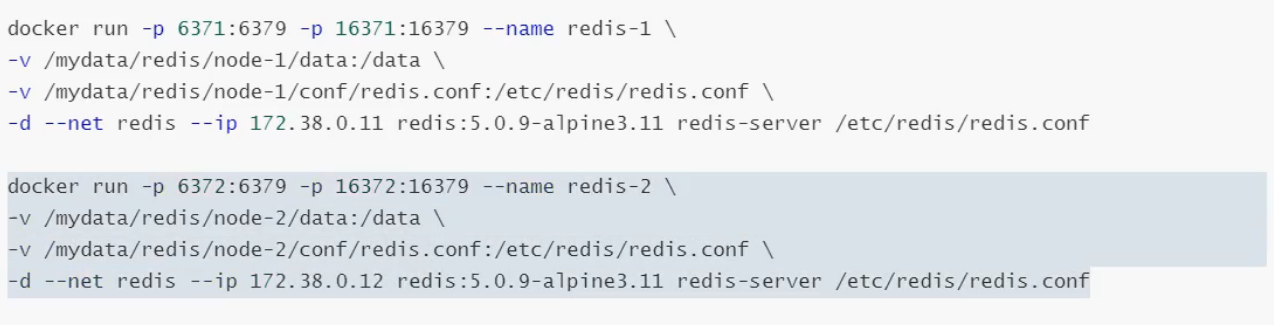 docker run -p 6371:6379 -p 16371:16379 --name redis-1 \
-v /mydata/redis/node-1/data:/data \
-v /mydata/redis/node-1/conf/redis.conf:/etc/redis/redis.conf \
-d --net redis --ip 172.38.0.11 redis:5.0.9-alpine3.11 redis-server /etc/redis/redis.conf
docker run -p 6372:6379 -p 16372:16379 --name redis-2 \
-v /mydata/redis/node-2/data:/data \
-v /mydata/redis/node-2/conf/redis.conf:/etc/redis/redis.conf \
-d --net redis --ip 172.38.0.12 redis:5.0.9-alpine3.11 redis-server /etc/redis/redis.conf